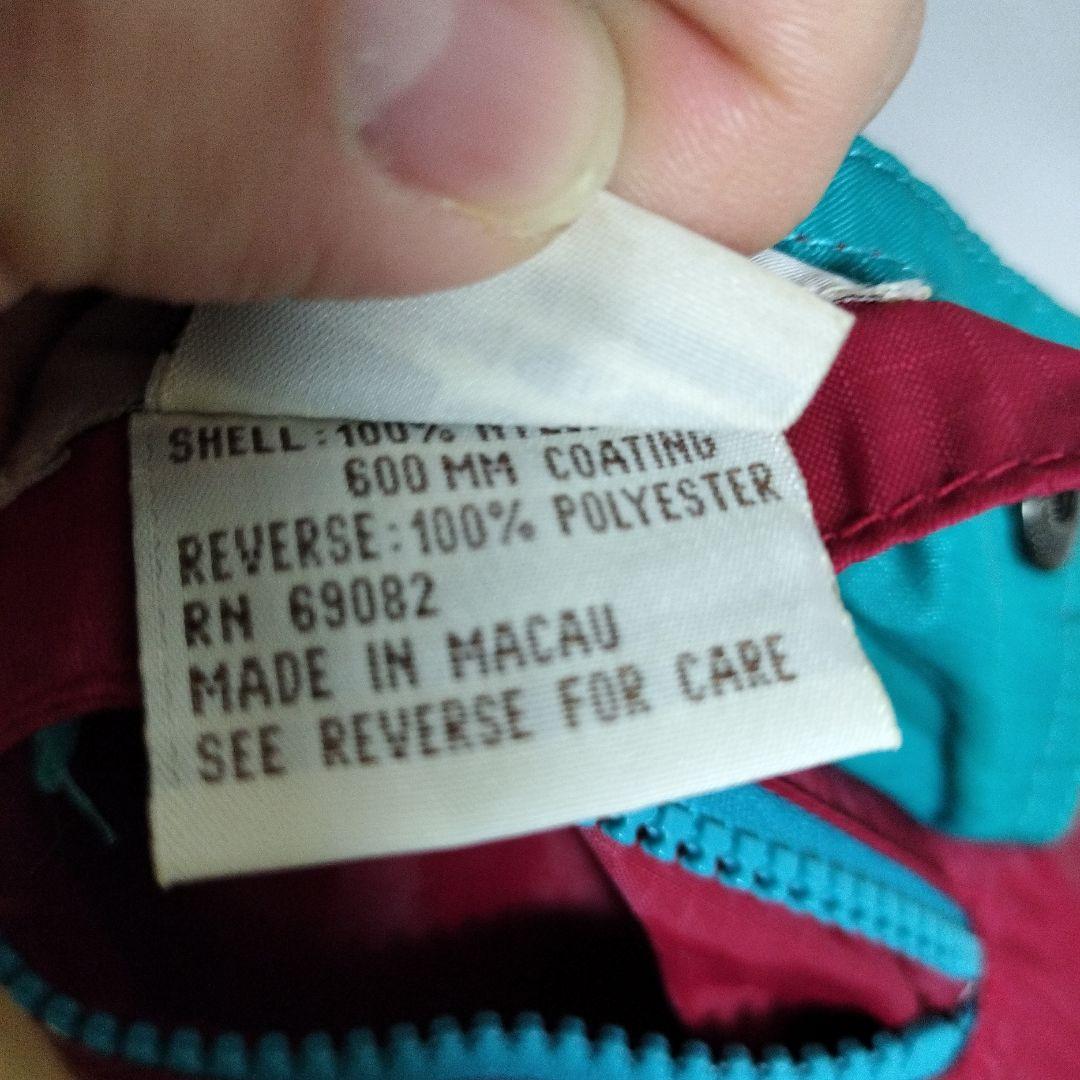 SHELL: 100%
600 MM COATING
REVERSE: 100% POLYESTER
RN 69082
MADE IN MACAU
SEE REVERSE FOR CARE